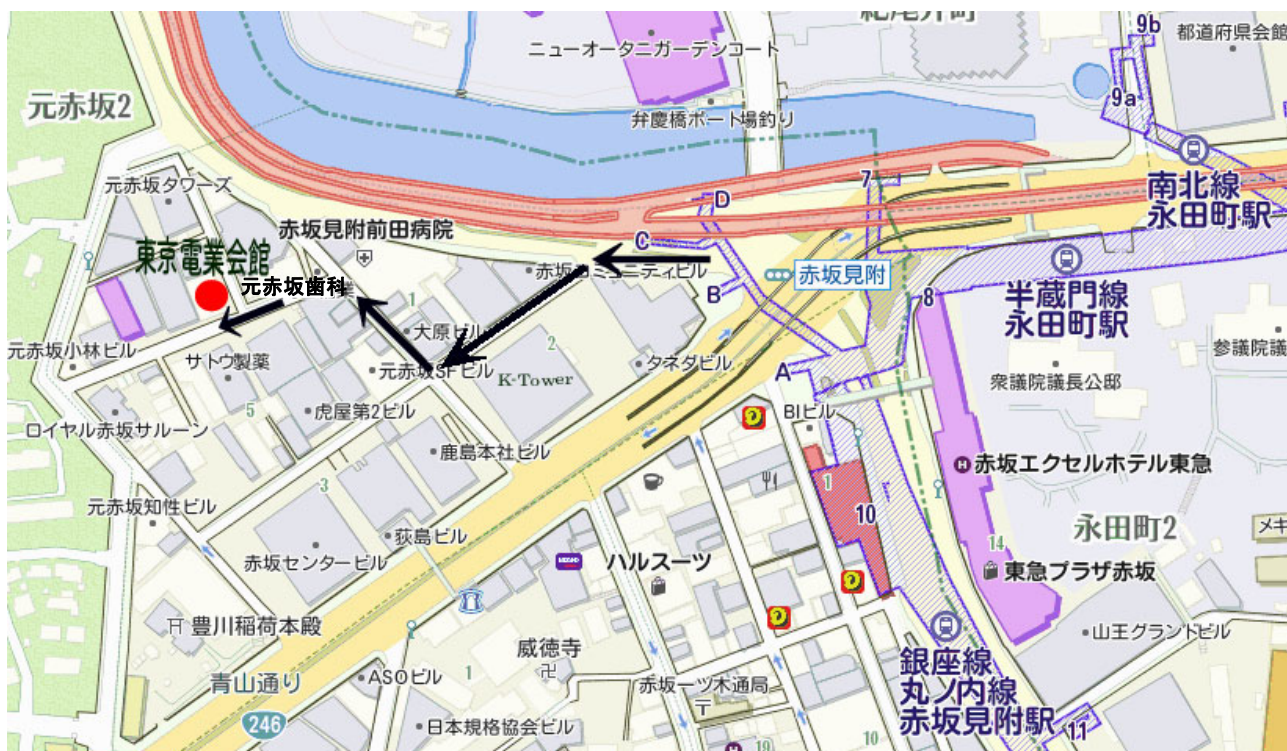 紀尾井町
9b
都道府県会館
ニューオータニガーデンコート
9a
元赤坂2
弁慶橋ボート場釣り
南北線
永田町駅
7
元赤坂タワーズ
D
赤坂見附前田病院
C
東京電業会館
元赤坂歯科
赤坂コミュニティビル
赤坂見附
B
半蔵門線
永田町駅
8
1
大原ビル
2
参議院議
元赤坂小林ビル
サトウ製薬
元赤坂SFビル
K-Tower
タネダビル
A
衆議院議長公邸
5
虎屋第2ビル
BIビル
ロイヤル赤坂サルーン
鹿島本社ビル
赤坂エクセルホテル東急
3
1
元赤坂知性ビル
10
永田町2
メキ
荻島ビル
赤坂センタービル
14
ハルスーツ
東急プラザ赤坂
豊川稲荷本殿
山王グランドビル
威徳寺
銀座線
丸ノ内線
赤坂見附駅
青山通り
1
ASOビル
赤坂一ツ木通局
246
日本規格協会ビル
11
19
10